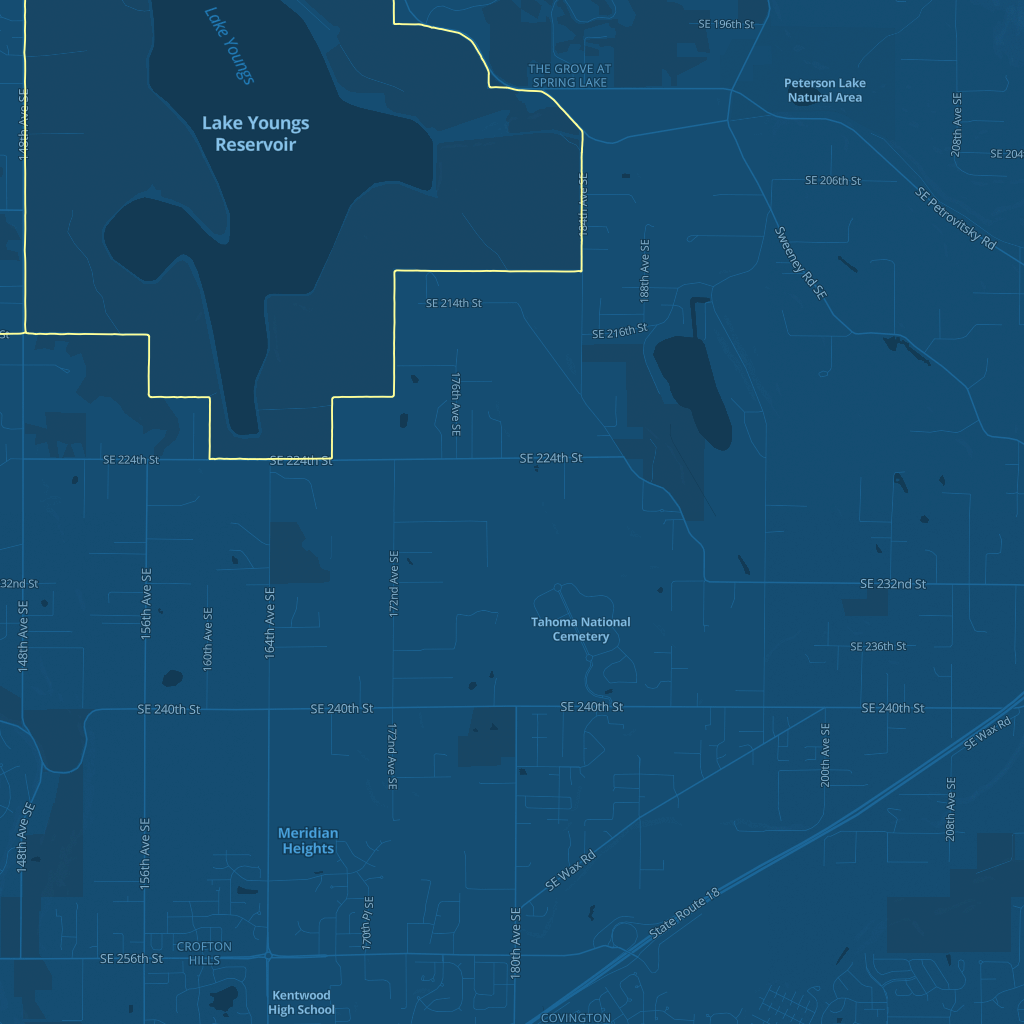 Lake Youngs
SE 196th St
THE GROVE AT
SPRING LAKE
Peterson Lake
Natural Area
148th Ave SE
Lake Youngs
Reservoir
208th Ave SE
SE 204
SE 206th St
184th Ave SE
SE Petrovitsky Rd
188th Ave SE
Sweeney Rd SE
SE 214th St
St
SE 216th St
176th Ave SE
SE 224th St
SE 224th St
SE 224th St
32nd St
156th Ave SE
172nd Ave SE
SE 232nd St
148th Ave SE
160th Ave SE
164th Ave SE
Tahoma National
Cemetery
SE 236th St
SE 240th St
SE 240th St
SE 240th St
SE 240th St
172nd Ave SE
200th Ave SE
SE Wax Rd
148th Ave SE
156th Ave SE
Meridian
Heights
208th Ave SE
SE Wax Rd
170th Pl SE
State Route 18
180th Ave SE
CROFTON
HILLS
SE 256th St
Kentwood
High School
COVINGTON